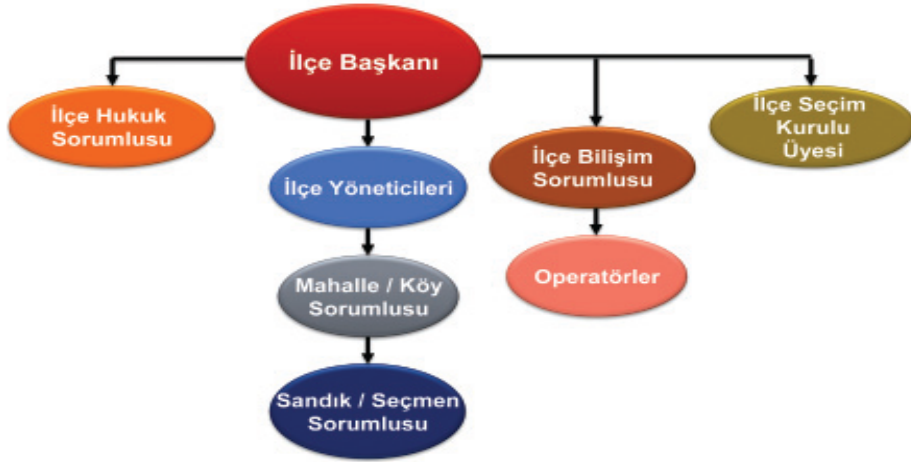 İlçe Başkanı
İlçe Hukuk
Sorumlusu
İlçe Yöneticileri
Mahalle / Köy
Sorumlusu
Sandık / Seçmen
Sorumlusu
İlçe Bilişim
Sorumlusu
Operatörler
İlçe Seçim
Kurulu
Üyesi